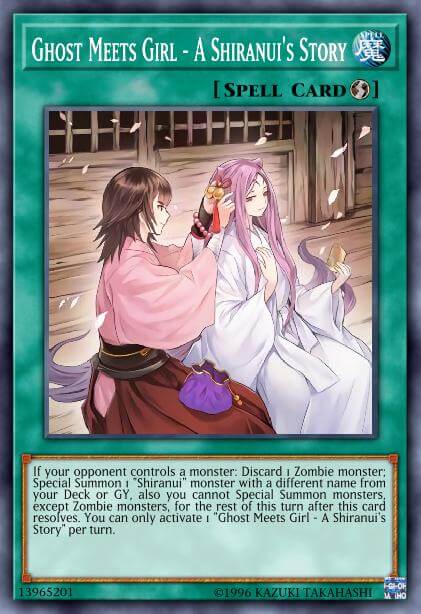 Ghost Meets Girl - A Shiranui's Story
SPELL
魔
[Spell Card]
If your opponent controls a monster: Discard 1 Zombie monster;
Special Summon 1 "Shiranui" monster with a different name from
your Deck or GY, also you cannot Special Summon monsters,
except Zombie monsters, for the rest of this turn after this card
resolves. You can only activate 1 "Ghost Meets Girl - A Shiranui's
Story" per turn.
13965201
©1996 KAZUKI TAKAHASHI